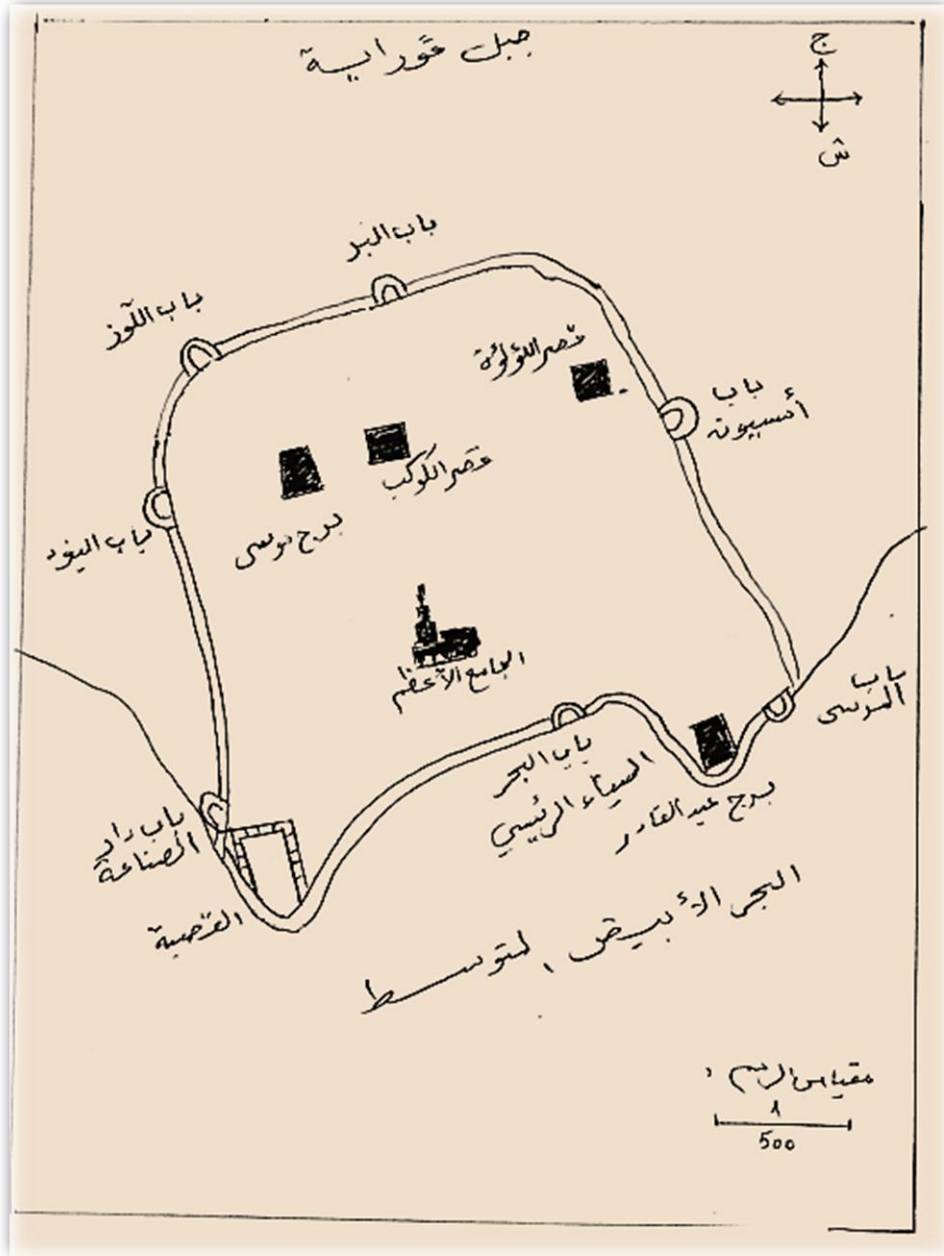 جبل قوراية
ج
ش
باب البر
باب اللوز
قصر اللؤلؤة
باب
أمسيون
قصر الكوكب
برج موسى
باب البنود
الجامع الأعظم
باب
المرسى
باب البحر
الميناء الرئيسي
برج عبد القادر
باب دار
الصناعة
القصبة
البحر الأبيض المتوسط
مقياس الرسم
1
500